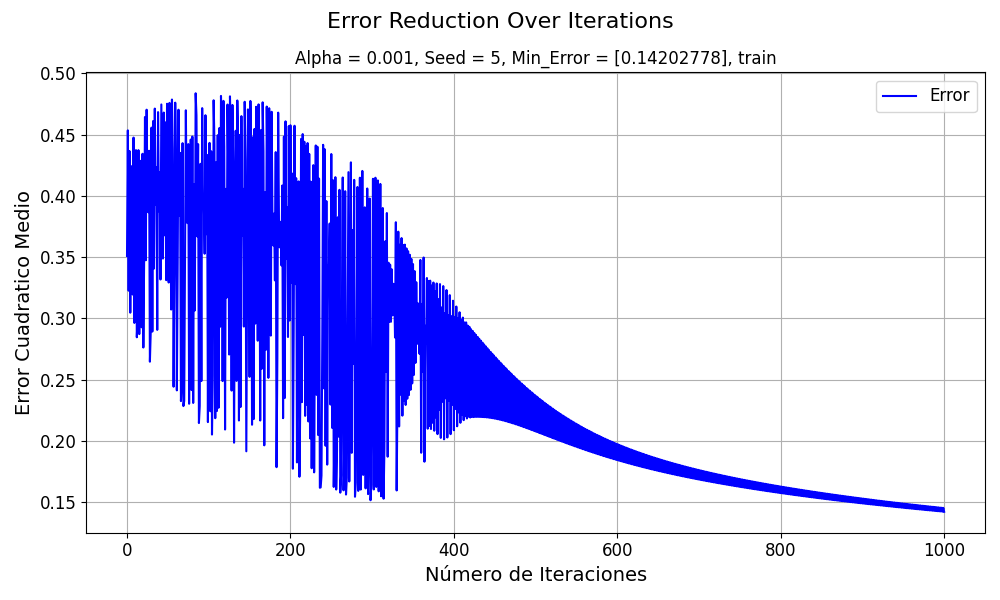 Error Reduction Over Iterations
Alpha = 0.001, Seed = 5, Min_Error = [0.14202778], train
Error
0.50
0.45
0.40
0.35
0.30
0.25
0.20
0.15
Error Cuadratico Medio
0 200 400 600 800 1000
Número de Iteraciones